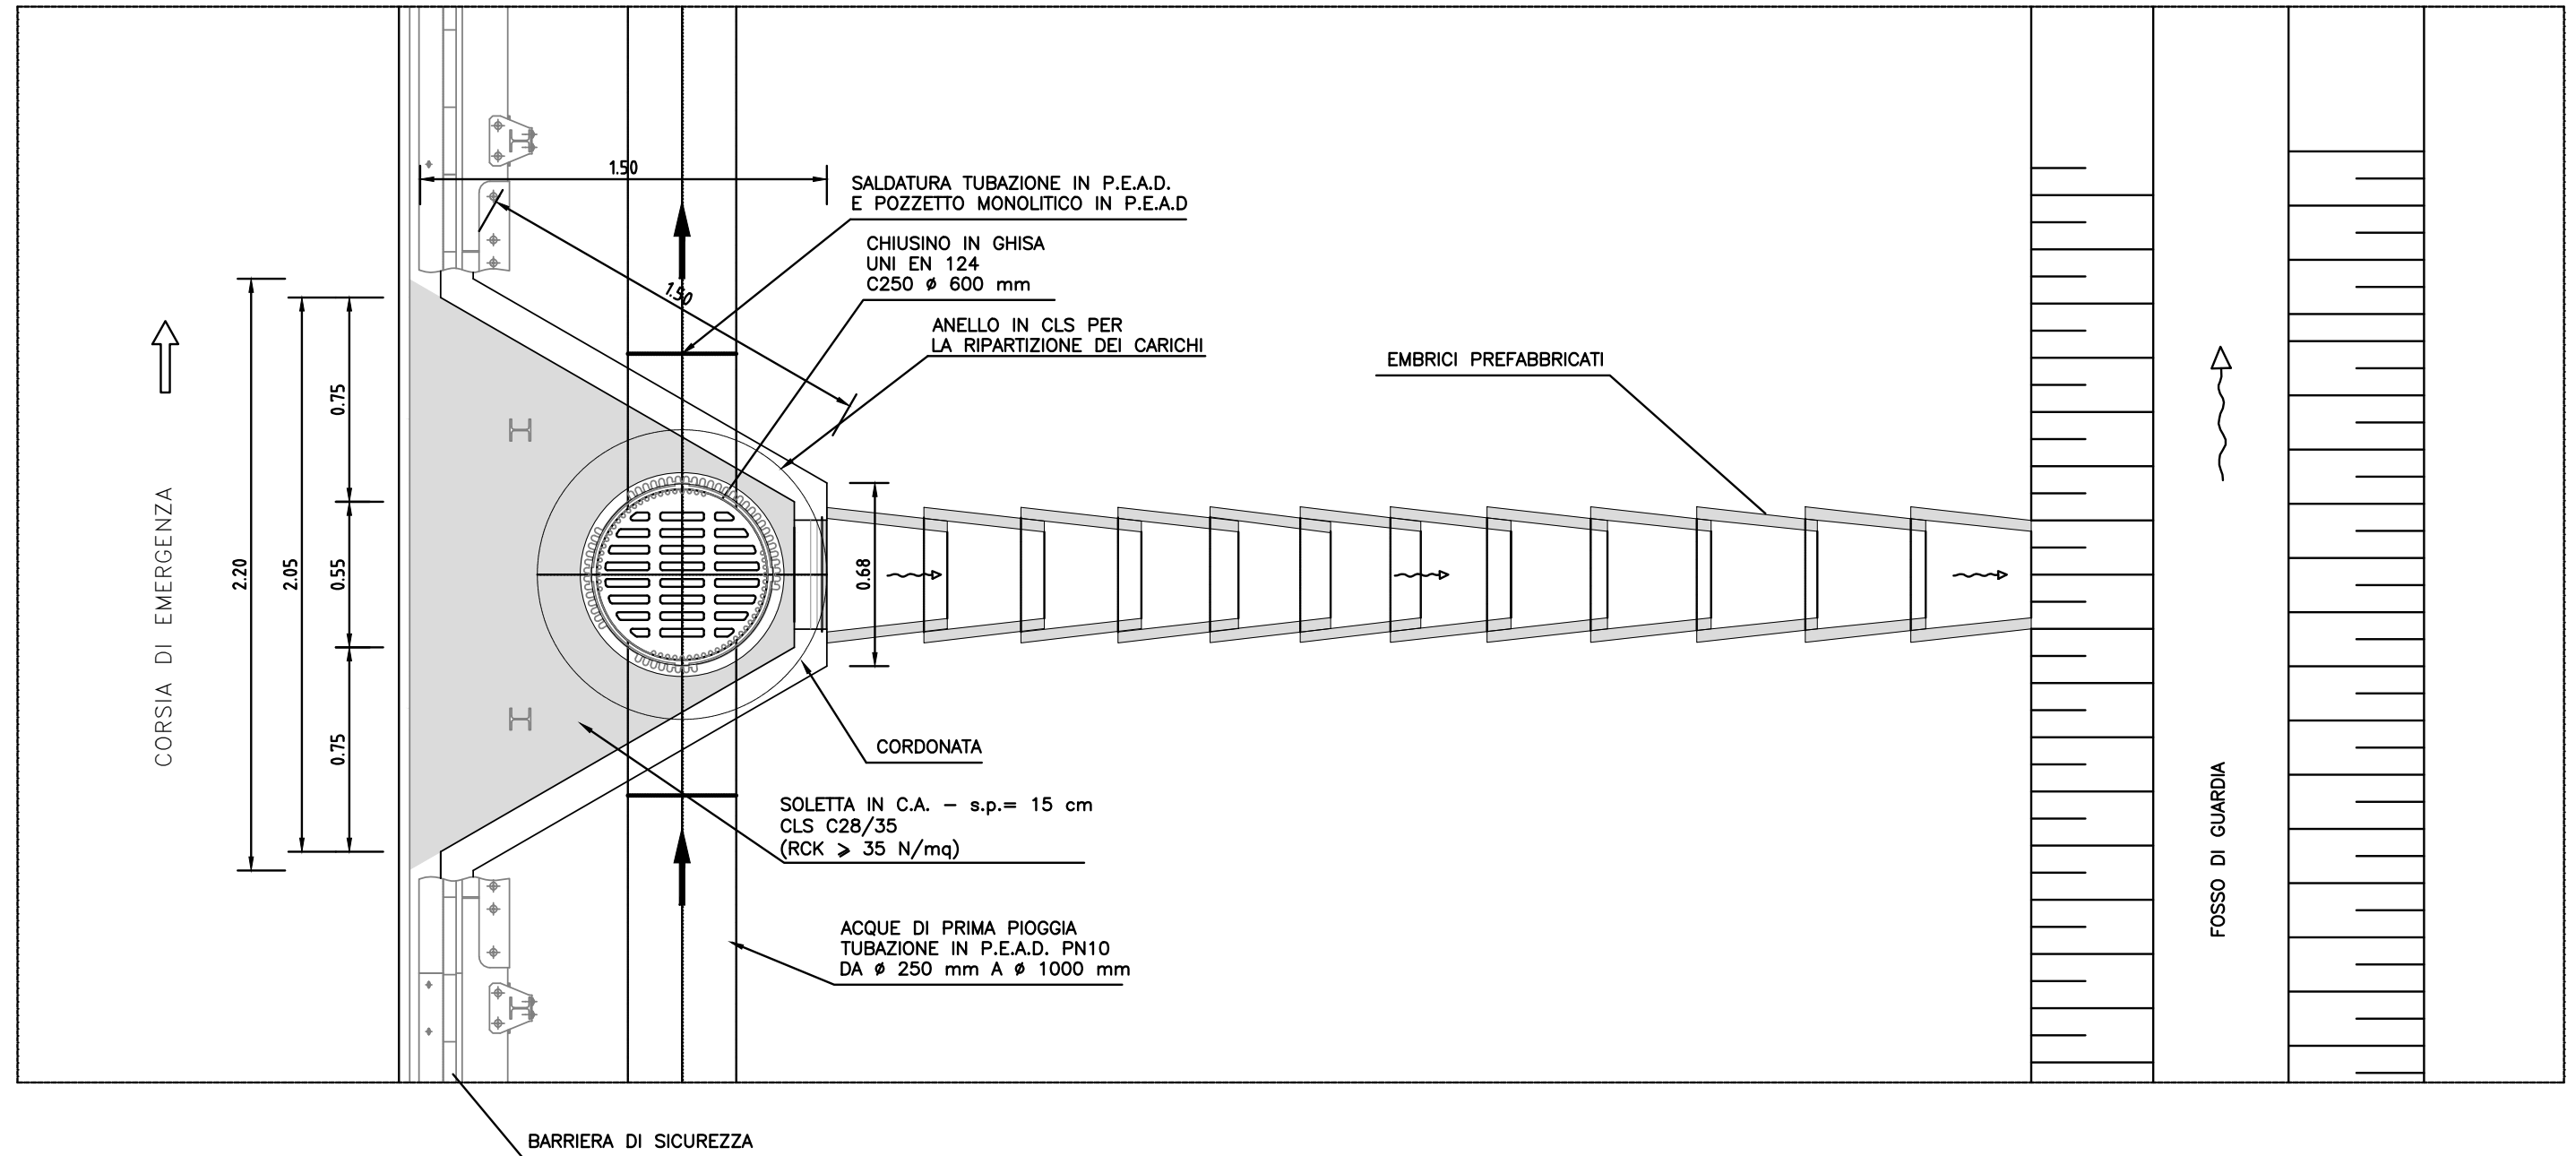 1.50
SALDATURA TUBAZIONE IN P.E.A.D.
E POZZETTO MONOLITICO IN P.E.A.D
CHIUSINO IN GHISA
UNI EN 124
C250 ø 600 mm
1.50
ANELLO IN CLS PER
LA RIPARTIZIONE DEI CARICHI
EMBRICI PREFABBRICATI
CORSIA DI EMERGENZA
2.20
2.05
0.75
0.55
0.75
0.68
CORDONATA
SOLETTA IN C.A. - s.p.= 15 cm
CLS C28/35
(RCK ⩾ 35 N/mq)
ACQUE DI PRIMA PIOGGIA
TUBAZIONE IN P.E.A.D. PN10
DA ø 250 mm A ø 1000 mm
FOSSO DI GUARDIA
BARRIERA DI SICUREZZA